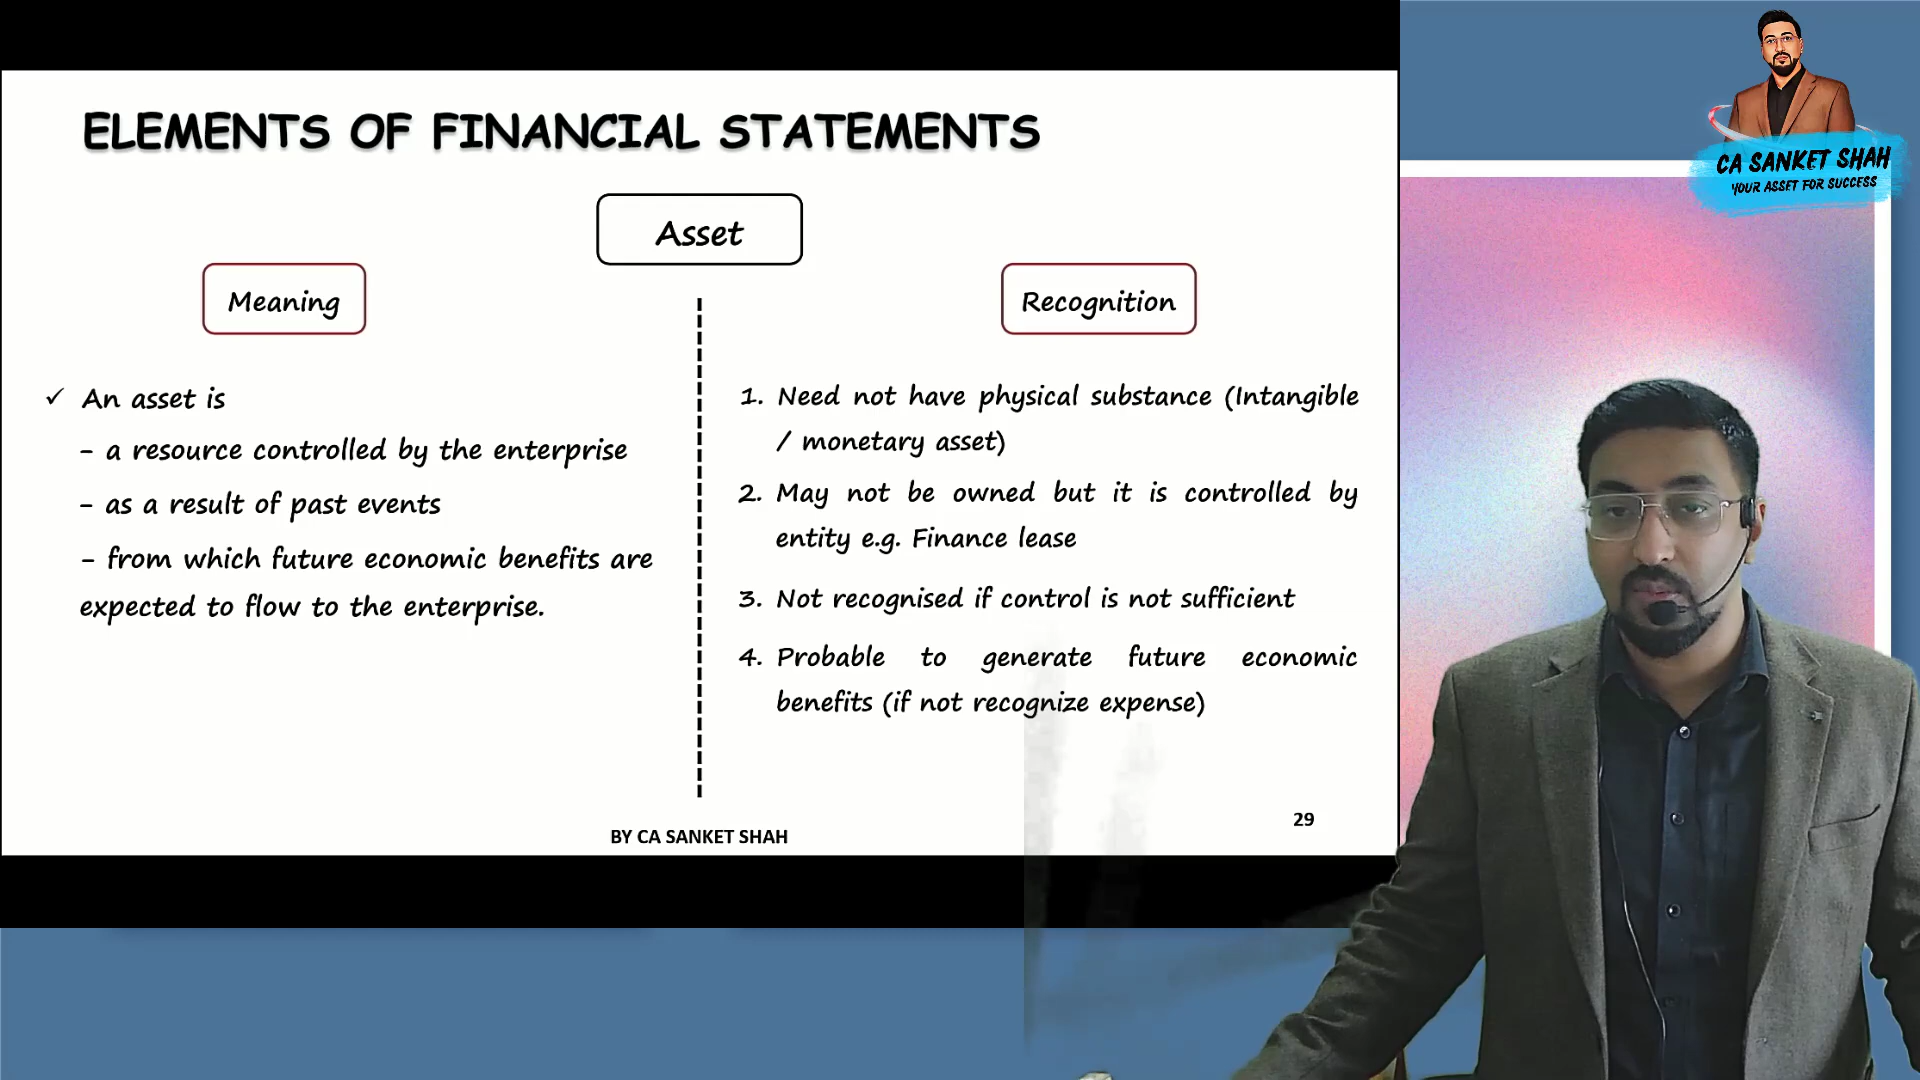 ELEMENTS OF FINANCIAL STATEMENTS
Asset
Meaning
✓ An asset is
- a resource controlled by the enterprise
- as a result of past events
- from which future economic benefits are
expected to flow to the enterprise.
Recognition
1. Need not have physical substance (Intangible
/ monetary asset)
2. May not be owned but it is controlled by
entity e.g. Finance lease
3. Not recognised if control is not sufficient
4. Probable to generate future economic
benefits (if not recognize expense)
BY CA SANKET SHAH
29
CA SANKET SHAH
YOUR ASSET FOR SUCCESS